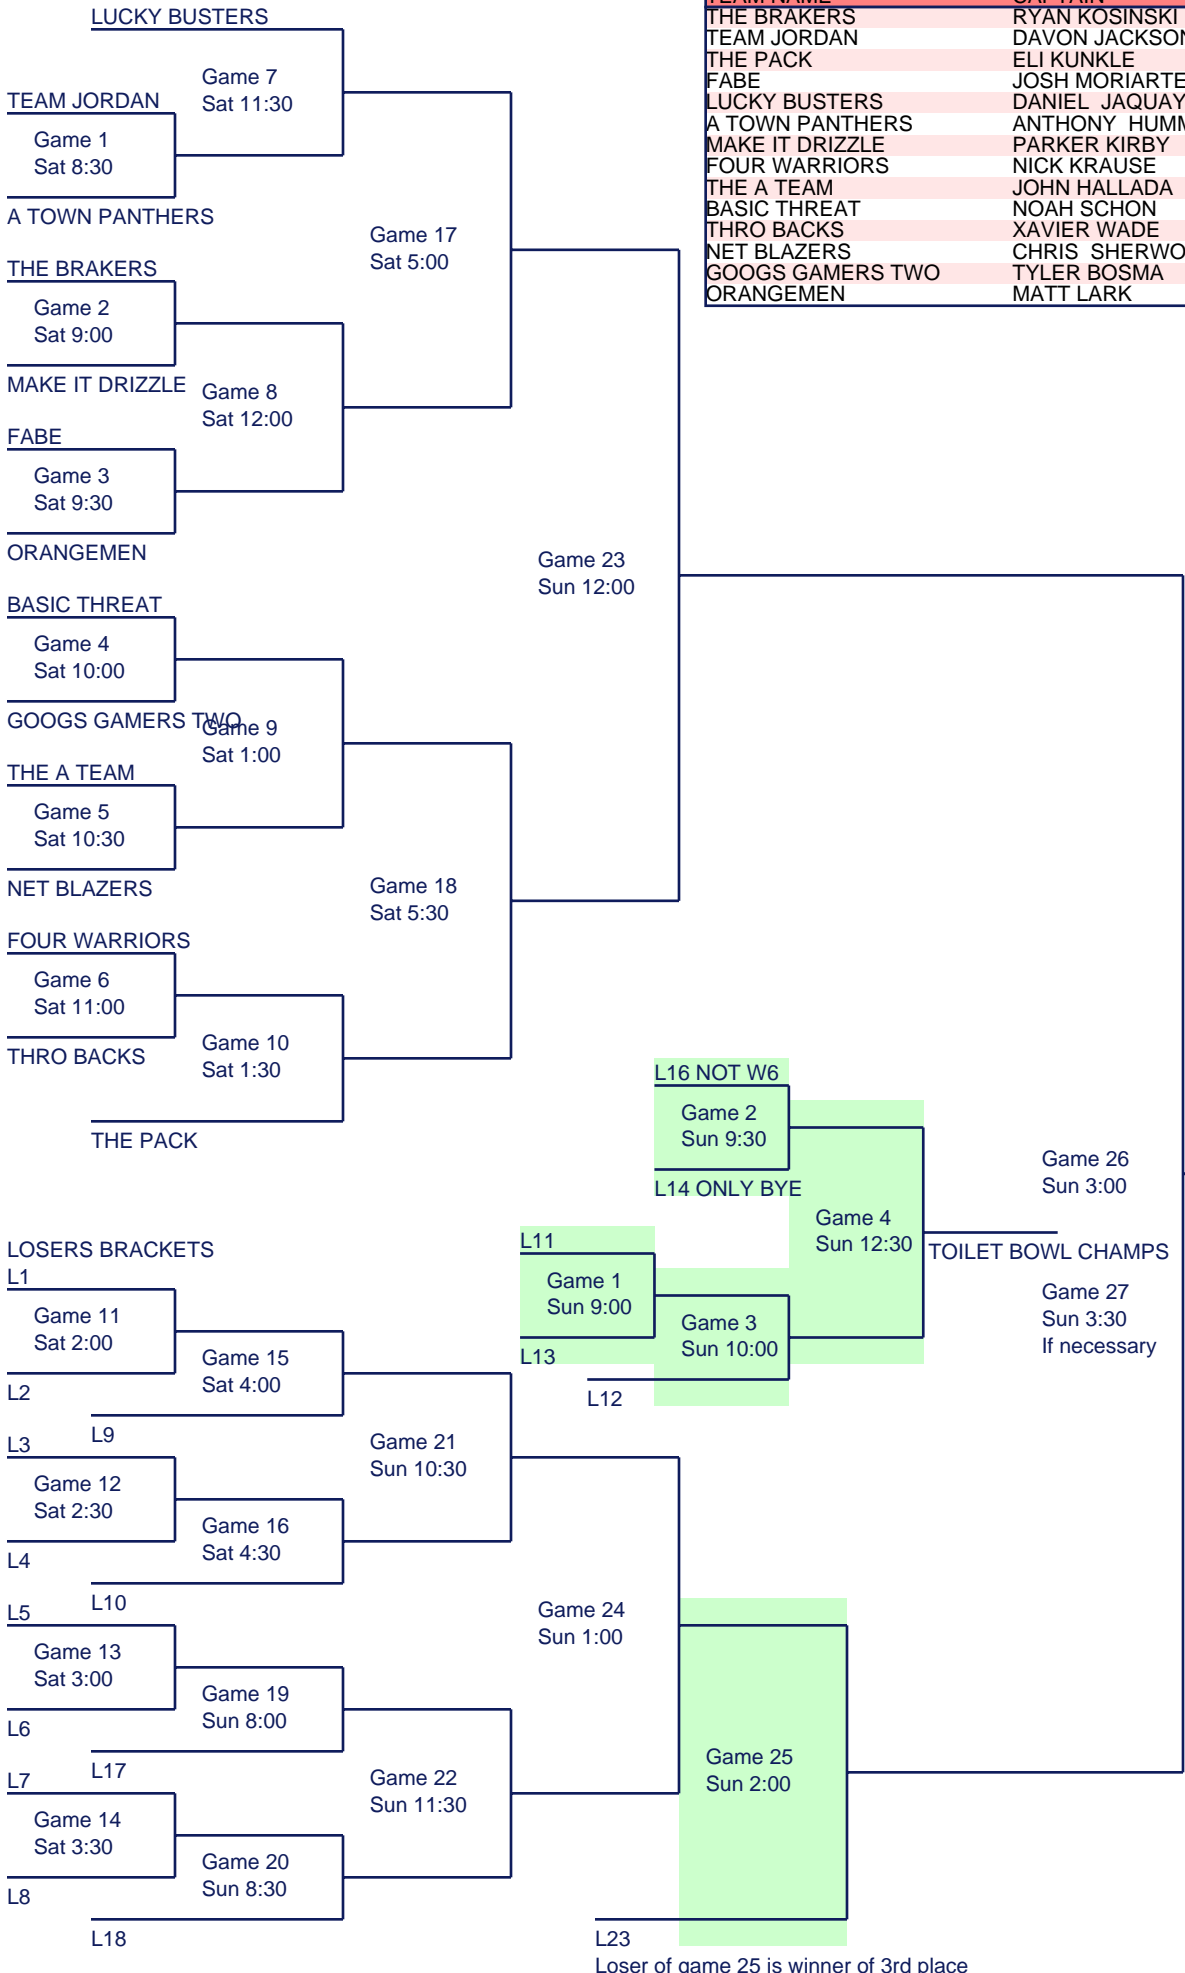 TEAM NAME CAPTAIN
THE BRAKERS RYAN KOSINSKI
TEAM JORDAN DAVON JACKSON
THE PACK ELI KUNKLE
FABE JOSH MORIARTE
LUCKY BUSTERS DANIEL JAQUAY
A TOWN PANTHERS ANTHONY HUMM
MAKE IT DRIZZLE PARKER KIRBY
FOUR WARRIORS NICK KRAUSE
THE A TEAM JOHN HALLADA
BASIC THREAT NOAH SCHON
THRO BACKS XAVIER WADE
NET BLAZERS CHRIS SHERWO
GOOGS GAMERS TWO TYLER BOSMA
ORANGEMEN MATT LARK
LUCKY BUSTERS
Game 7
Sat 11:30
TEAM JORDAN
Game 1
Sat 8:30
A TOWN PANTHERS
Game 17
Sat 5:00
THE BRAKERS
Game 2
Sat 9:00
MAKE IT DRIZZLE
Game 8
Sat 12:00
FABE
Game 3
Sat 9:30
ORANGEMEN
Game 23
Sun 12:00
BASIC THREAT
Game 4
Sat 10:00
GOOGS GAMERS TWO
Game 9
Sat 1:00
THE A TEAM
Game 5
Sat 10:30
NET BLAZERS
Game 18
Sat 5:30
FOUR WARRIORS
Game 6
Sat 11:00
THRO BACKS
Game 10
Sat 1:30
THE PACK
L16 NOT W6
Game 2
Sun 9:30
L14 ONLY BYE
Game 26
Sun 3:00
Game 4
Sun 12:30
TOILET BOWL CHAMPS
L11
Game 1
Sun 9:00
L13
Game 3
Sun 10:00
L12
Game 27
Sun 3:30
If necessary
LOSERS BRACKETS
L1
Game 11
Sat 2:00
L2
Game 15
Sat 4:00
L9
L3
Game 12
Sat 2:30
L4
Game 21
Sun 10:30
Game 16
Sat 4:30
L10
L5
Game 13
Sat 3:00
L6
Game 24
Sun 1:00
Game 19
Sun 8:00
L17
L7
Game 14
Sat 3:30
L8
Game 22
Sun 11:30
Game 25
Sun 2:00
Game 20
Sun 8:30
L18
L23
Loser of game 25 is winner of 3rd place